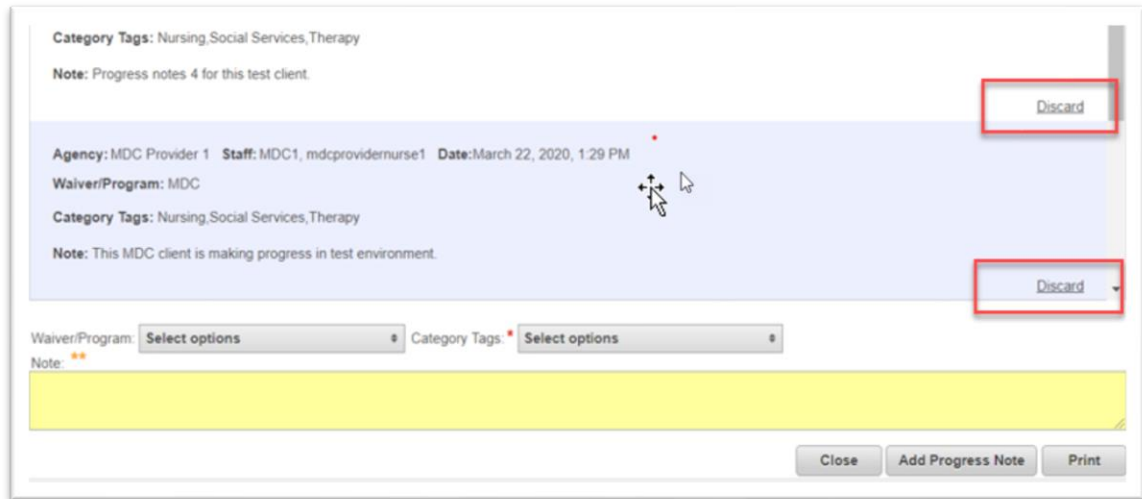 Category Tags: Nursing,Social Services,Therapy
Note: Progress notes 4 for this test client.
Discard
Agency: MDC Provider 1 Staff: MDC1, mdcprovidernurse1 Date:March 22, 2020, 1:29 PM
Waiver/Program: MDC
Category Tags: Nursing,Social Services,Therapy
Note: This MDC client is making progress in test environment.
Discard
Waiver/Program: Select options Category Tags: * Select options
Note: **
Close Add Progress Note Print